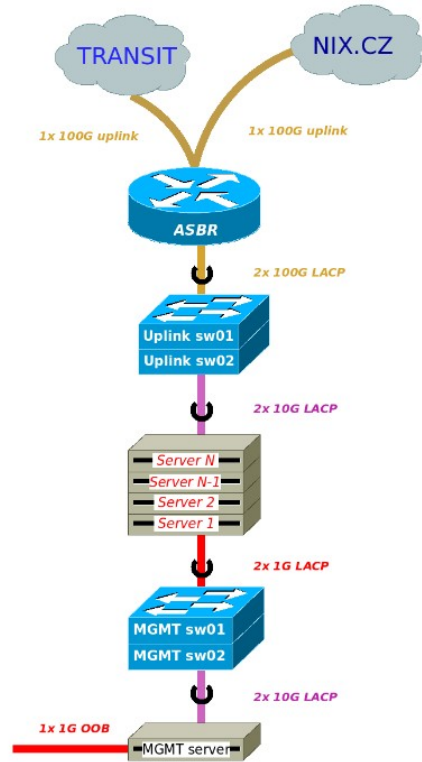 TRANSIT
NIX.CZ
1x 100G uplink
1x 100G uplink
ASBR
2x 100G LACP
Uplink sw01
Uplink sw02
2x 10G LACP
Server N
Server N-1
Server 2
Server 1
2x 1G LACP
MGMT sw01
MGMT sw02
2x 10G LACP
1x 1G OOB
MGMT server